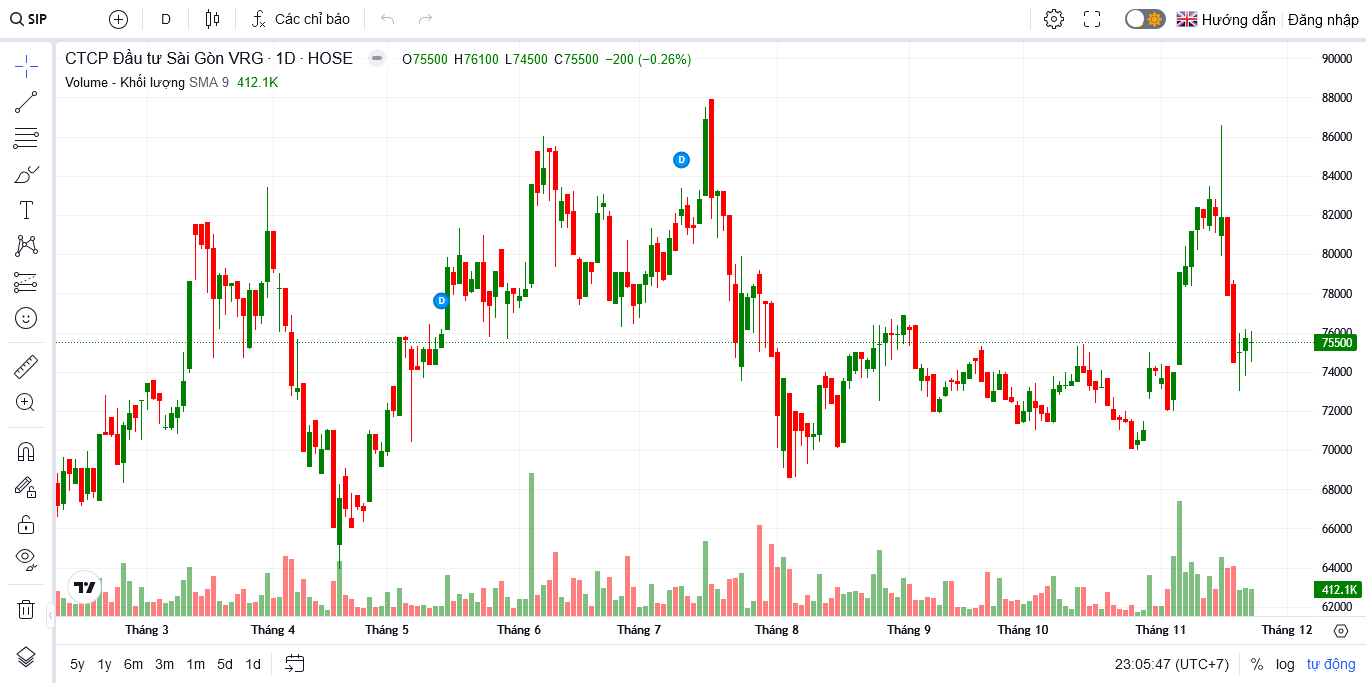 SIP D Các chỉ báo Hướng dẫn Đăng nhập
CTCP Đầu tư Sài Gòn VRG · 1D · HOSE O75500 H76100 L74500 C75500 −200 (−0.26%)
Volume - Khối lượng SMA 9 412.1K
90000
88000
86000
D
84000
82000
80000
D
78000
76000
75500
74000
72000
70000
68000
66000
64000
412.1K
62000
Tháng 3 Tháng 4 Tháng 5 Tháng 6 Tháng 7 Tháng 8 Tháng 9 Tháng 10 Tháng 11 Tháng 12
5y 1y 6m 3m 1m 5d 1d 23:05:47 (UTC+7) % log tự động